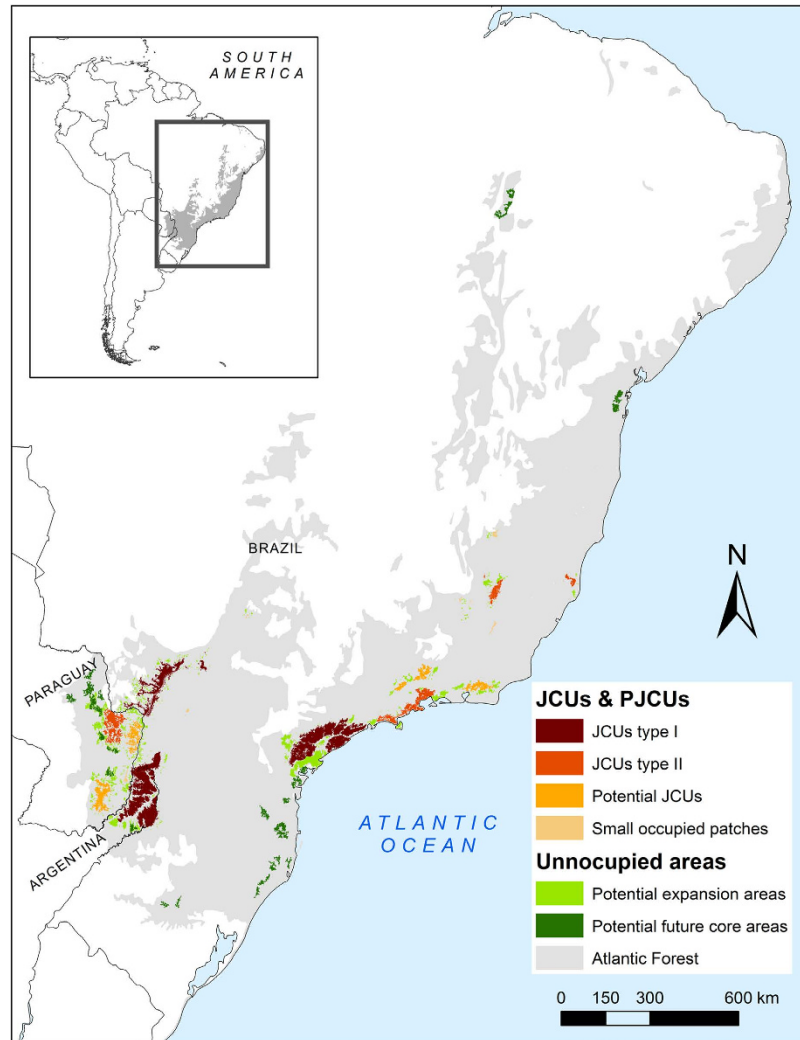 SOUTH
AMERICA
BRAZIL
PARAGUAY
ARGENTINA
ATLANTIC
OCEAN
N
JCUs & PJCUs
JCUs type I
JCUs type II
Potential JCUs
Small occupied patches
Unnocupied areas
Potential expansion areas
Potential future core areas
Atlantic Forest
0 150 300 600 km